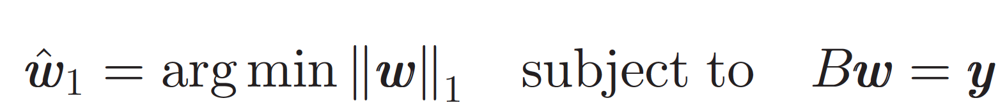 ŵ₁ = arg min ‖w‖₁ subject to Bw = y